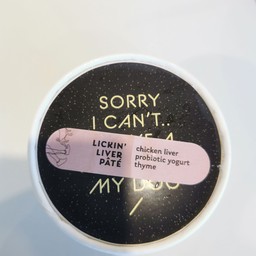 SORRY
I CAN'T..
A
LICKIN'
LIVER
PÂTÉ
chicken liver
probiotic yogurt
thyme
MY DOG